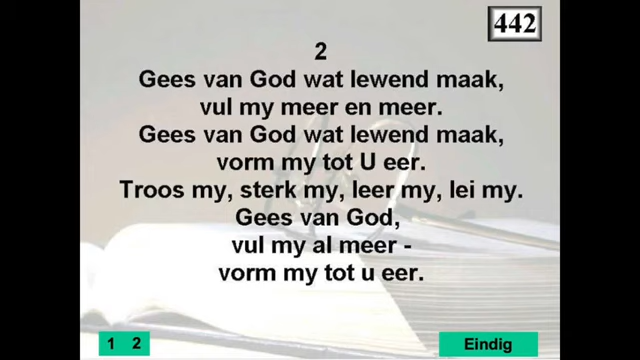 442
2
Gees van God wat lewend maak,
vul my meer en meer.
Gees van God wat lewend maak,
vorm my tot U eer.
Troos my, sterk my, leer my, lei my.
Gees van God,
vul my al meer -
vorm my tot u eer.
1 2
Eindig